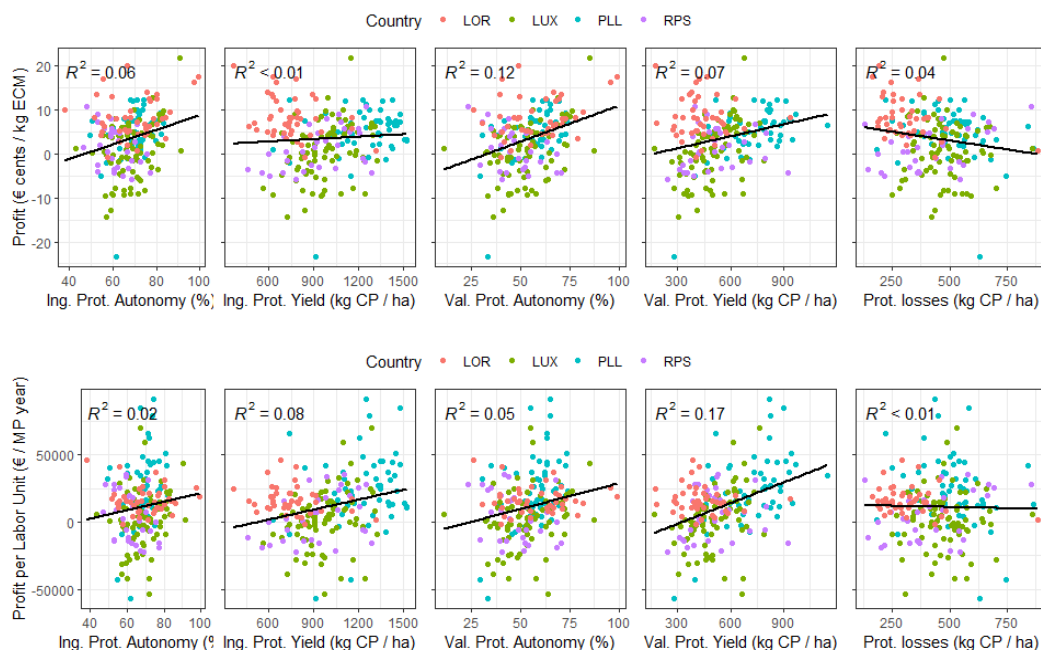 Country LOR LUX PLL RPS
R² = 0.06 R² < 0.01 R² = 0.12 R² = 0.07 R² = 0.04
Profit (€ cents / kg ECM)
20
10
0
-10
-20
40 60 80 100 600 900 1200 1500 25 50 75 100 300 600 900 250 500 750
Ing. Prot. Autonomy (%) Ing. Prot. Yield (kg CP / ha) Val. Prot. Autonomy (%) Val. Prot. Yield (kg CP / ha) Prot. losses (kg CP / ha)
Country LOR LUX PLL RPS
R² = 0.02 R² = 0.08 R² = 0.05 R² = 0.17 R² < 0.01
Profit per Labor Unit (€ / MP year)
50000
0
-50000
40 60 80 100 600 900 1200 1500 25 50 75 100 300 600 900 250 500 750
Ing. Prot. Autonomy (% Ing. Prot. Yield (kg CP / ha) Val. Prot. Autonomy (%) Val. Prot. Yield (kg CP / ha) Prot. losses (kg CP / ha)